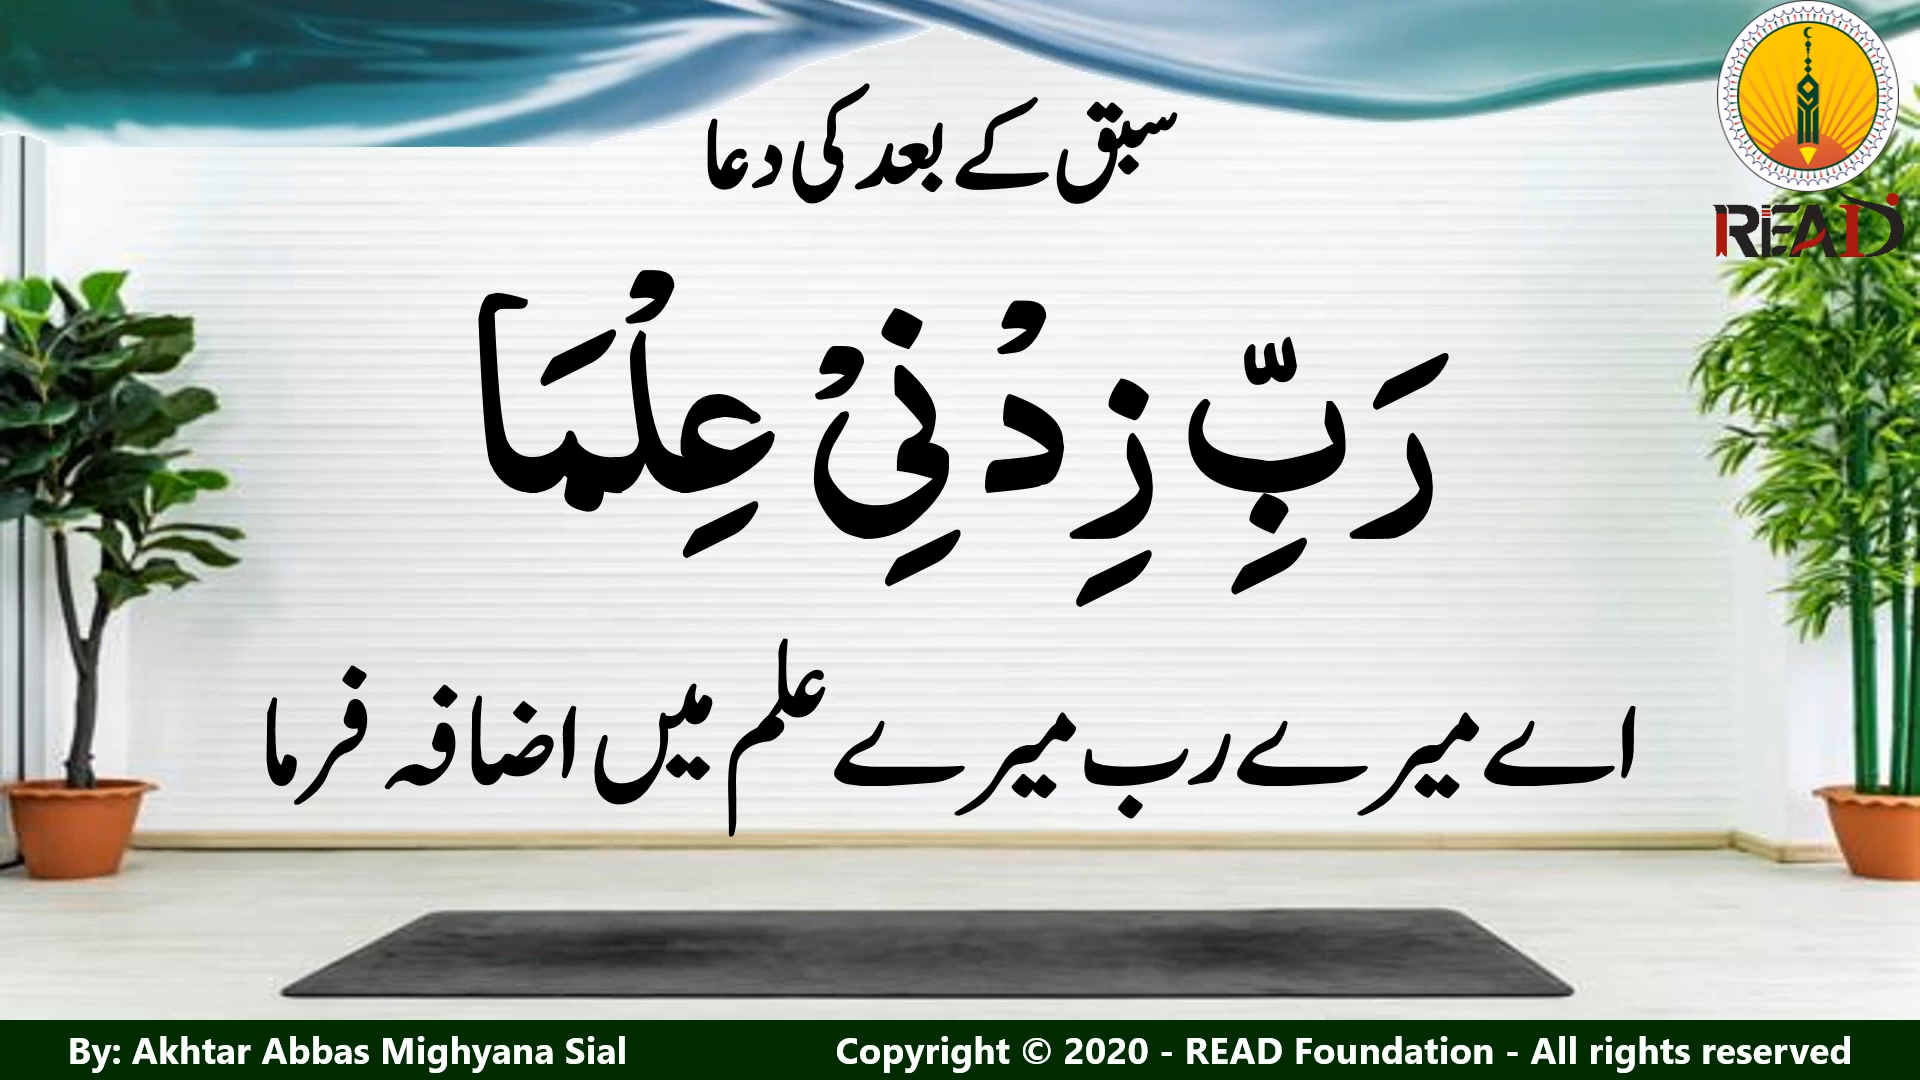 سبق کے بعد کی دعا
READ
رَبِّ زِدْنِیْ عِلْمَا
اے میرے رب میرے علم میں اضافہ فرما
By: Akhtar Abbas Mighyana Sial
Copyright © 2020 - READ Foundation - All rights reserved